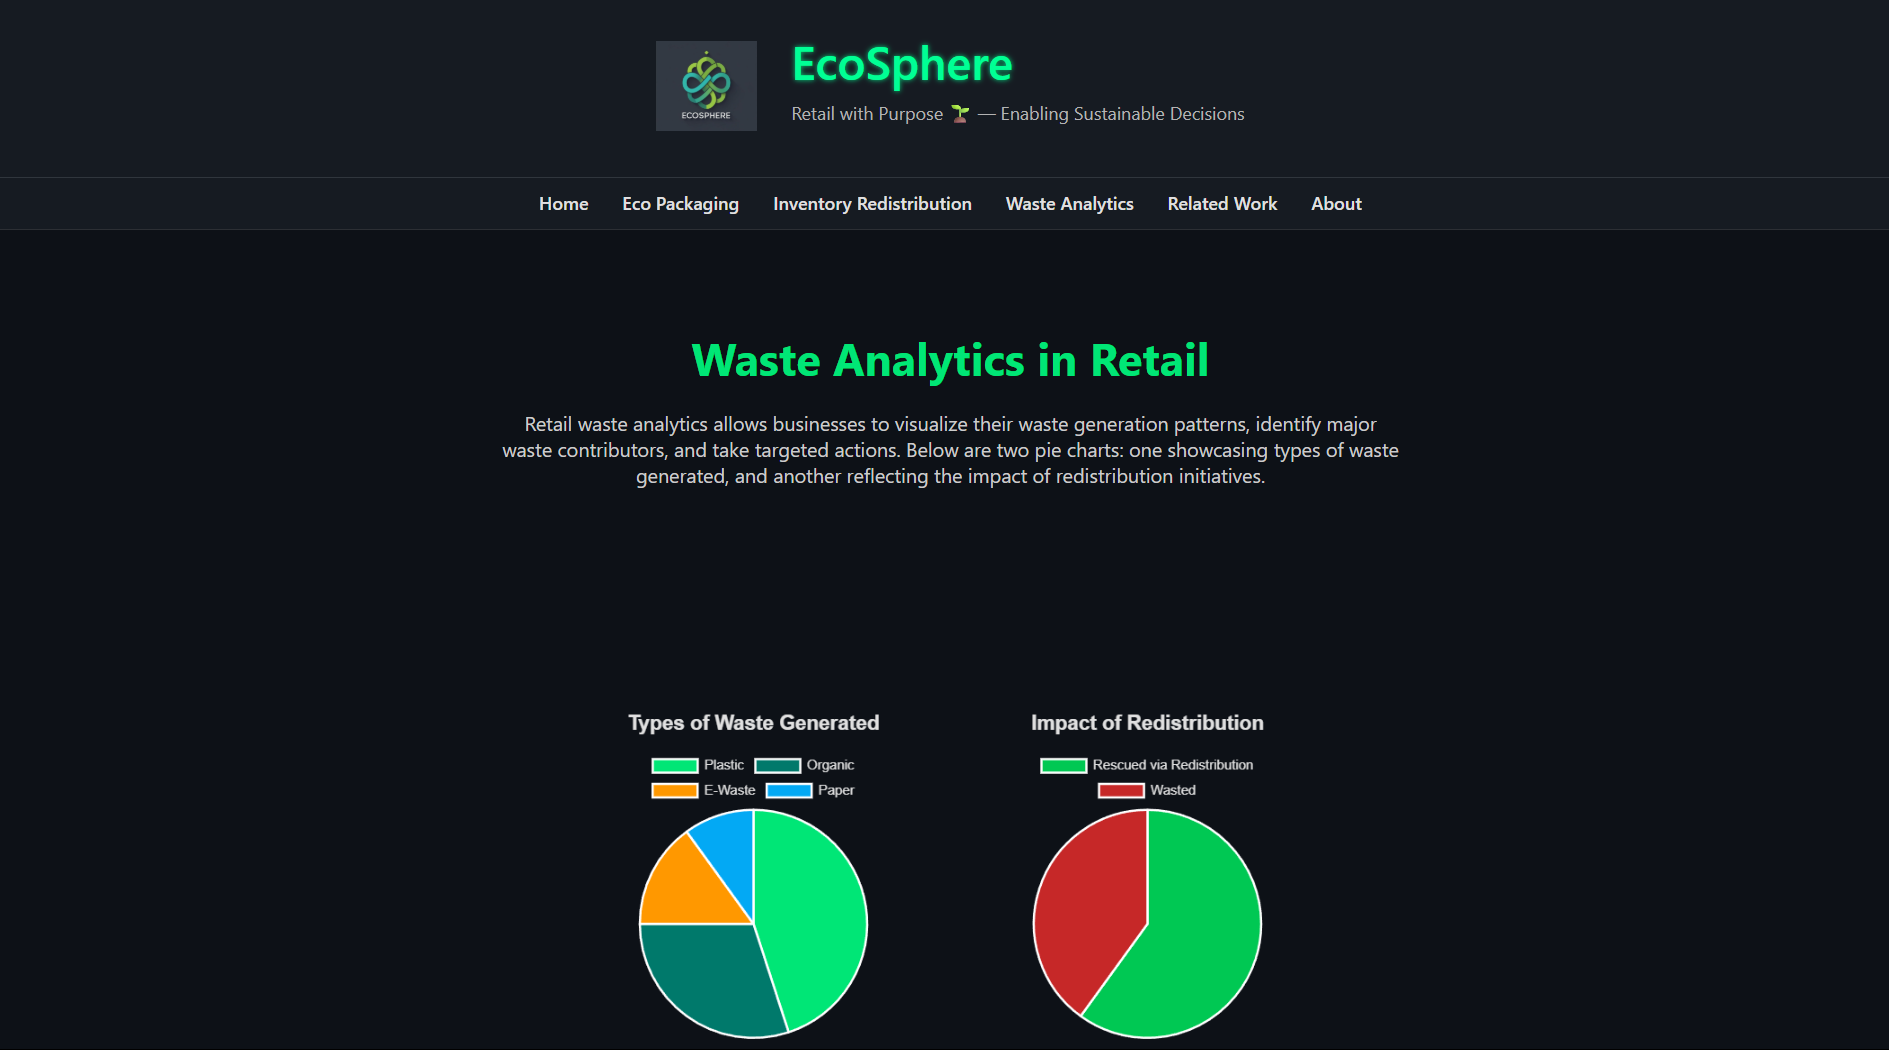 ECOSPHERE
EcoSphere
Retail with Purpose 🌱 — Enabling Sustainable Decisions
Home Eco Packaging Inventory Redistribution Waste Analytics Related Work About
Waste Analytics in Retail
Retail waste analytics allows businesses to visualize their waste generation patterns, identify major
waste contributors, and take targeted actions. Below are two pie charts: one showcasing types of waste
generated, and another reflecting the impact of redistribution initiatives.
Types of Waste Generated
Plastic Organic
E-Waste Paper
Impact of Redistribution
Rescued via Redistribution
Wasted